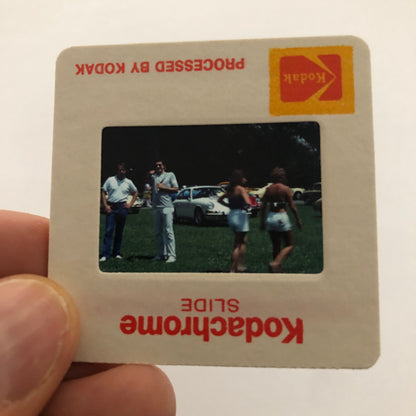 Kodachrome
SLIDE
Kodak
PROCESSED BY KODAK